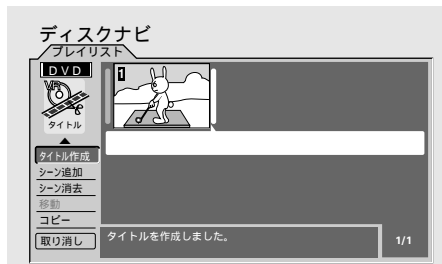 ディスクナビ
プレイリスト
DVD
VR
タイトル
1
タイトル作成
シーン追加
シーン消去
移動
コピー
取り消し
タイトルを作成しました。
1/1